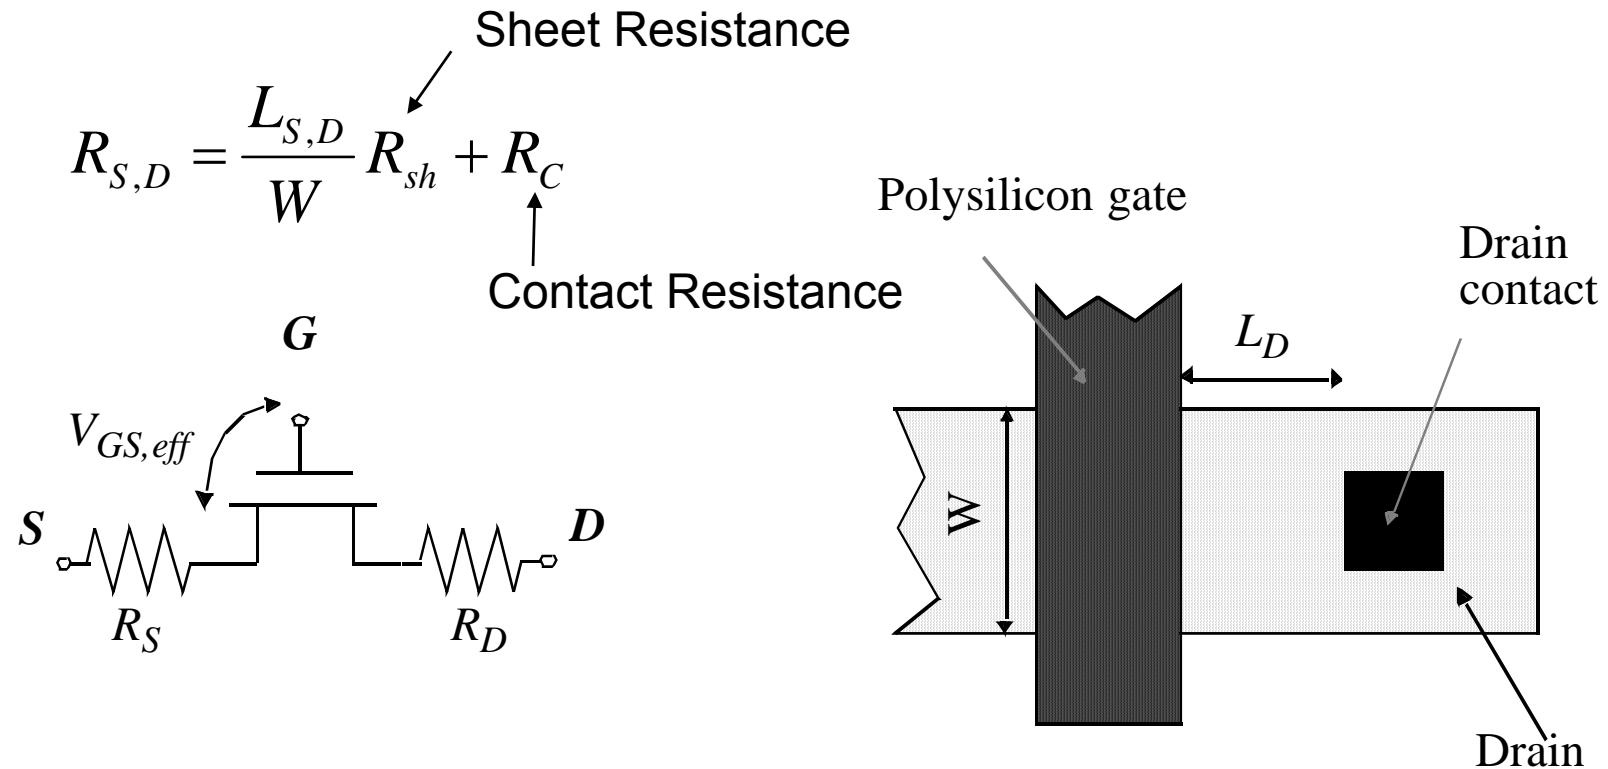 Sheet Resistance
R_{S,D} = \frac{L_{S,D}}{W} R_{sh} + R_C
Contact Resistance
G
V_{GS,eff}
S
D
R_S
R_D
Polysilicon gate
Drain
contact
L_D
W
Drain